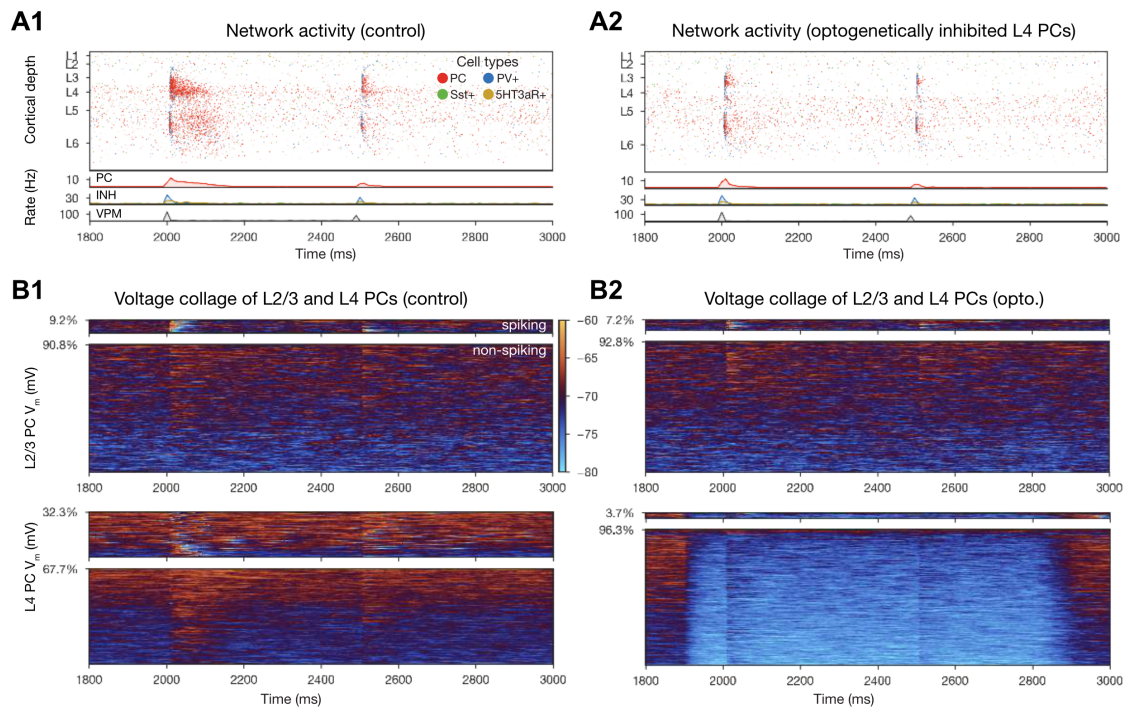 A1
Network activity (control)
Cortical depth
L1
L2
L3
L4
L5
L6
Cell types
PC
PV+
Sst+
5HT3aR+
Rate (Hz)
10
PC
30
INH
100
VPM
1800 2000 2200 2400 2600 2800 3000
Time (ms)
A2
Network activity (optogenetically inhibited L4 PCs)
L1
L2
L3
L4
L5
L6
10
30
100
1800 2000 2200 2400 2600 2800 3000
Time (ms)
B1
Voltage collage of L2/3 and L4 PCs (control)
9.2%
spiking
90.8%
non-spiking
L2/3 PC Vm (mV)
−60
−65
−70
−75
−80
1800 2000 2200 2400 2600 2800 3000
32.3%
67.7%
L4 PC Vm (mV)
1800 2000 2200 2400 2600 2800 3000
Time (ms)
B2
Voltage collage of L2/3 and L4 PCs (opto.)
7.2%
92.8%
1800 2000 2200 2400 2600 2800 3000
3.7%
96.3%
1800 2000 2200 2400 2600 2800 3000
Time (ms)